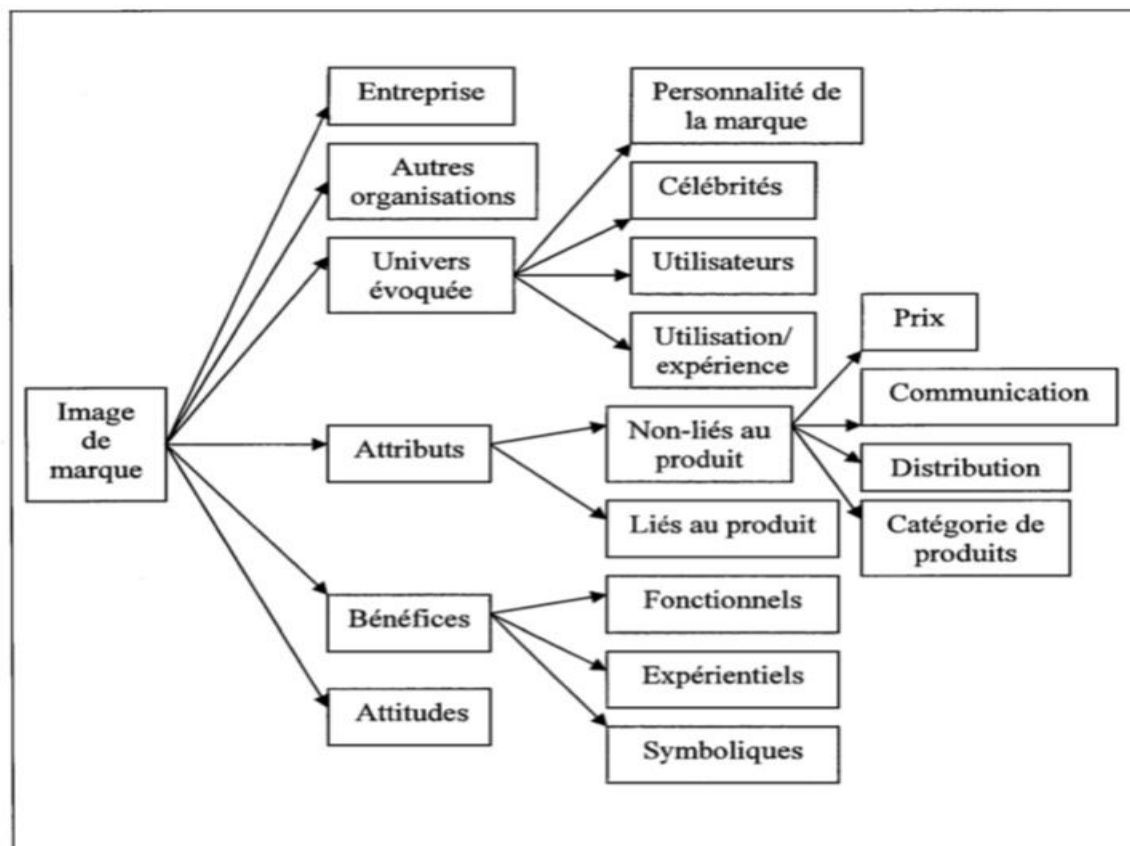 Entreprise
Personnalité de
la marque
Autres
organisations
Célébrités
Univers
évoquée
Utilisateurs
Utilisation/
expérience
Prix
Image
de
marque
Communication
Attributs
Non-liés au
produit
Distribution
Liés au produit
Catégorie de
produits
Bénéfices
Fonctionnels
Expérientiels
Attitudes
Symboliques